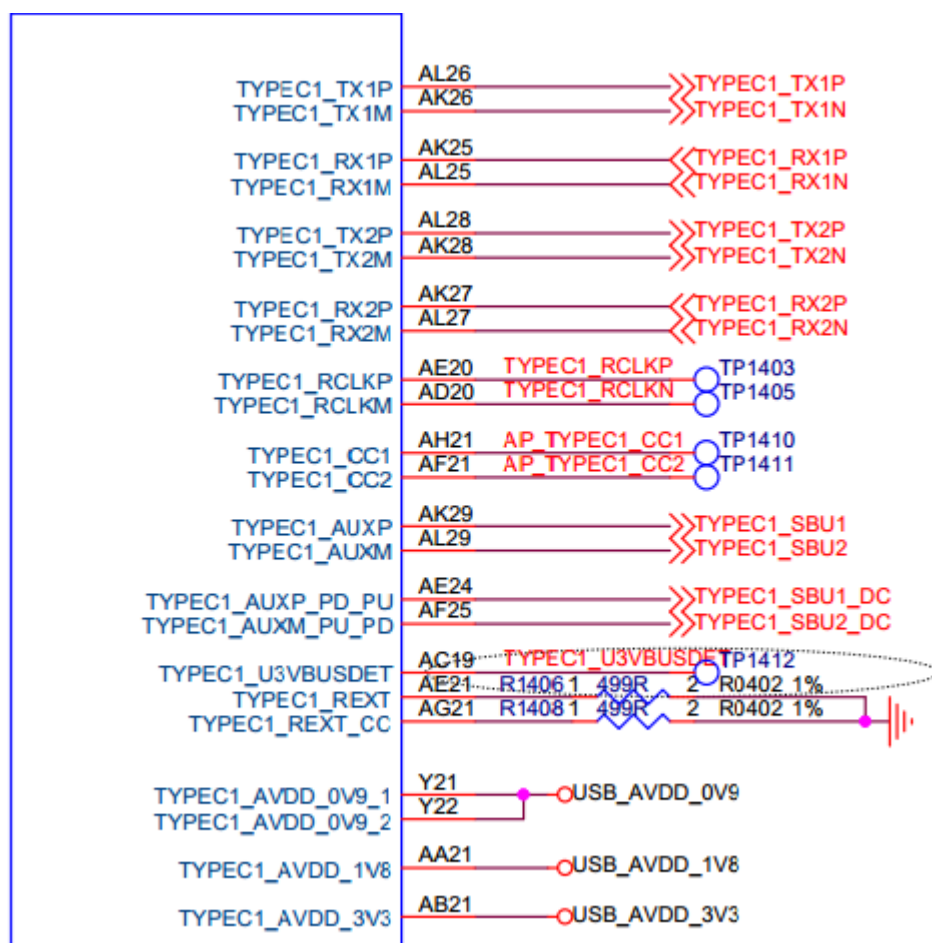 TYPEC1_TX1P AL26 TYPEC1_TX1P
TYPEC1_TX1M AK26 TYPEC1_TX1N
TYPEC1_RX1P AK25 TYPEC1_RX1P
TYPEC1_RX1M AL25 TYPEC1_RX1N
TYPEC1_TX2P AL28 TYPEC1_TX2P
TYPEC1_TX2M AK28 TYPEC1_TX2N
TYPEC1_RX2P AK27 TYPEC1_RX2P
TYPEC1_RX2M AL27 TYPEC1_RX2N
TYPEC1_RCLKP AE20 TYPEC1_RCLKP TP1403
TYPEC1_RCLKM AD20 TYPEC1_RCLKN TP1405
TYPEC1_CC1 AH21 AP_TYPEC1_CC1 TP1410
TYPEC1_CC2 AF21 AP_TYPEC1_CC2 TP1411
TYPEC1_AUXP AK29 TYPEC1_SBU1
TYPEC1_AUXM AL29 TYPEC1_SBU2
TYPEC1_AUXP_PD_PU AE24 TYPEC1_SBU1_DC
TYPEC1_AUXM_PU_PD AF25 TYPEC1_SBU2_DC
TYPEC1_U3VBUSDET AC19 TYPEC1_U3VBUSDET TP1412
TYPEC1_REXT AE21 R1406 1 499R 2 R0402 1%
TYPEC1_REXT_CC AG21 R1408 1 499R 2 R0402 1%
TYPEC1_AVDD_0V9_1 Y21 USB_AVDD_0V9
TYPEC1_AVDD_0V9_2 Y22
TYPEC1_AVDD_1V8 AA21 USB_AVDD_1V8
TYPEC1_AVDD_3V3 AB21 USB_AVDD_3V3